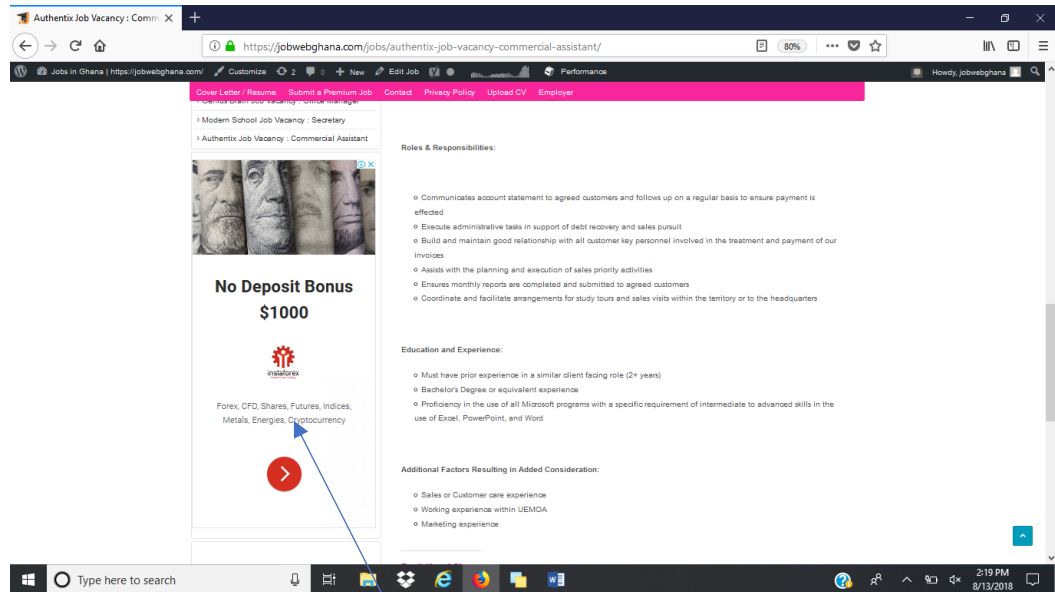 Authentix Job Vacancy : Comm
https://jobwebghana.com/jobs/authentix-job-vacancy-commercial-assistant/
80%
Jobs in Ghana | https://jobwebghana.com/
Customize
2
0
New
Edit Job
Performance
Howdy, jobwebghana
Cover Letter / Resume Submit a Premium Job Contact Privacy Policy Upload CV Employer
Genius Brain Job Vacancy : Office Manager
Modern School Job Vacancy : Secretary
Authentix Job Vacancy : Commercial Assistant
No Deposit Bonus
$1000
instaforex
Forex, CFD, Shares, Futures, Indices,
Metals, Energies, Cryptocurrency
Roles & Responsibilities:
Communicates account statement to agreed customers and follows up on a regular basis to ensure payment is
effected
Execute administrative tasks in support of debt recovery and sales pursuit
Build and maintain good relationship with all customer key personnel involved in the treatment and payment of our
invoices
Assists with the planning and execution of sales priority activities
Ensures monthly reports are completed and submitted to agreed customers
Coordinate and facilitate arrangements for study tours and sales visits within the territory or to the headquarters
Education and Experience:
Must have prior experience in a similar client facing role (2+ years)
Bachelor's Degree or equivalent experience
Proficiency in the use of all Microsoft programs with a specific requirement of intermediate to advanced skills in the
use of Excel, PowerPoint, and Word
Additional Factors Resulting in Added Consideration:
Sales or Customer care experience
Working experience within UEMOA
Marketing experience
Type here to search
2:19 PM
8/13/2018